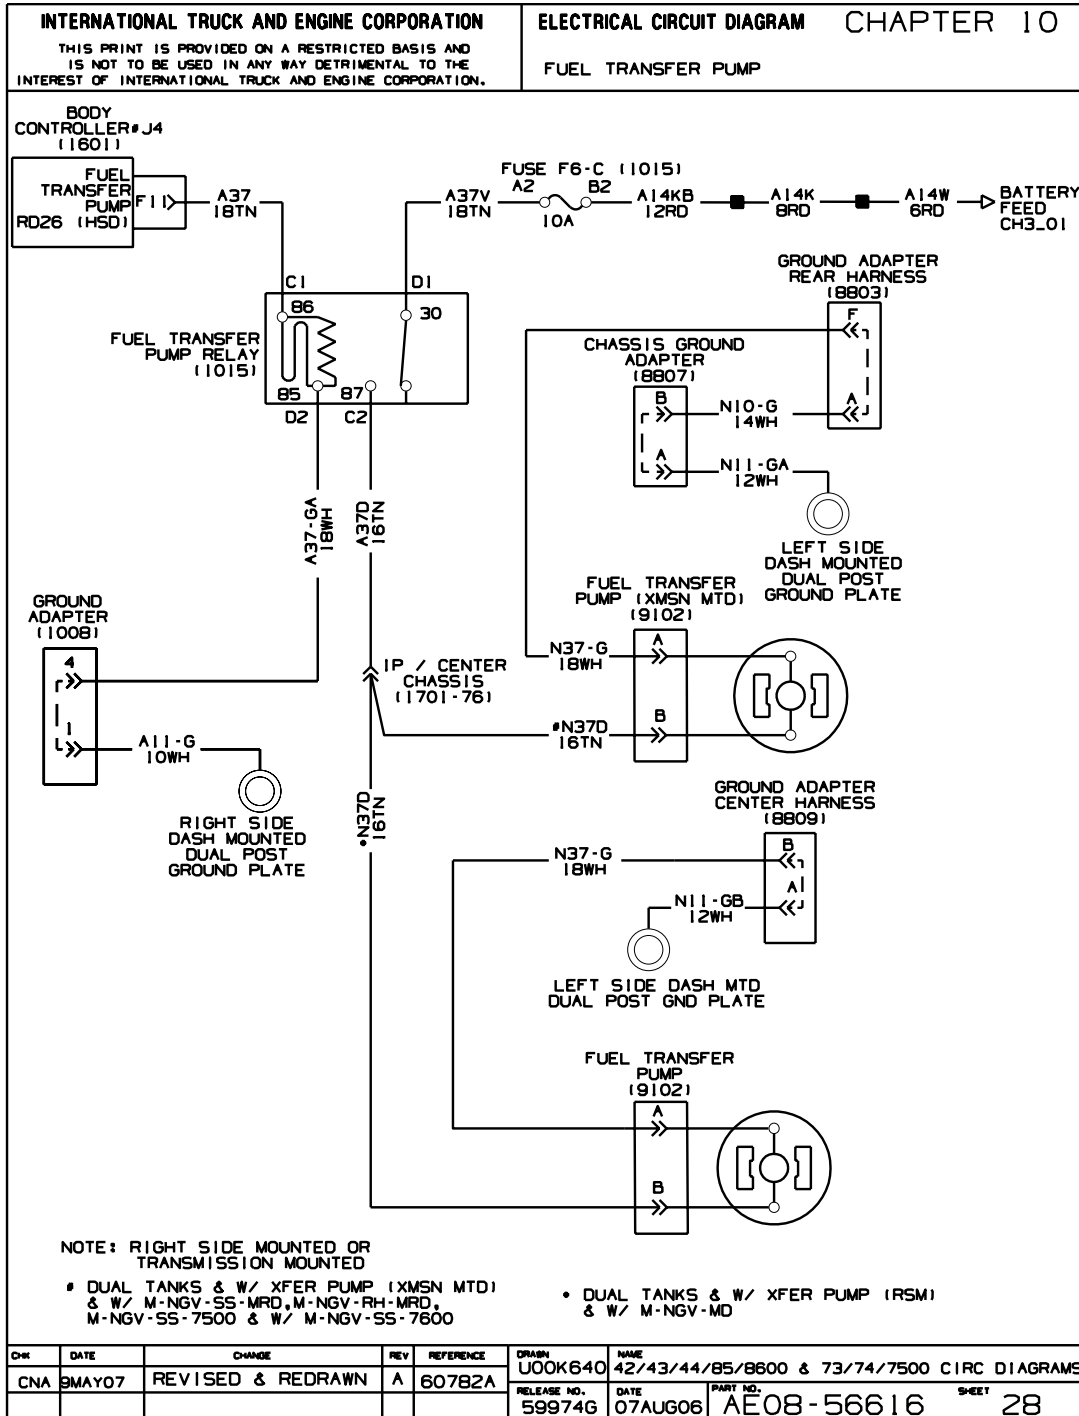 INTERNATIONAL TRUCK AND ENGINE CORPORATION
THIS PRINT IS PROVIDED ON A RESTRICTED BASIS AND
IS NOT TO BE USED IN ANY WAY DETRIMENTAL TO THE
INTEREST OF INTERNATIONAL TRUCK AND ENGINE CORPORATION.
ELECTRICAL CIRCUIT DIAGRAM CHAPTER 10
FUEL TRANSFER PUMP
BODY
CONTROLLER#J4
(1601)
FUEL
TRANSFER
PUMP
RD26 (HSD)
F11
A37
18TN
A37V
18TN
FUSE F6-C (1015)
A2 B2
10A
A14KB
12RD
A14K
8RD
A14W
6RD
BATTERY
FEED
CH3_01
C1 D1
86 30
FUEL TRANSFER
PUMP RELAY
(1015)
85 87
D2 C2
GROUND ADAPTER
REAR HARNESS
(8803)
F
A
CHASSIS GROUND
ADAPTER
(8807)
B
A
N10-G
14WH
N11-GA
12WH
LEFT SIDE
DASH MOUNTED
DUAL POST
GROUND PLATE
A37-GA
18WH
A37D
16TN
FUEL TRANSFER
PUMP (XMSN MTD)
(9102)
A
B
N37-G
18WH
#N37D
16TN
GROUND
ADAPTER
(1008)
4
1
A11-G
10WH
RIGHT SIDE
DASH MOUNTED
DUAL POST
GROUND PLATE
IP / CENTER
CHASSIS
(1701-76)
•N37D
16TN
GROUND ADAPTER
CENTER HARNESS
(8809)
B
A
N37-G
18WH
N11-GB
12WH
LEFT SIDE DASH MTD
DUAL POST GND PLATE
FUEL TRANSFER
PUMP
(9102)
A
B
NOTE: RIGHT SIDE MOUNTED OR
TRANSMISSION MOUNTED
# DUAL TANKS & W/ XFER PUMP (XMSN MTD)
& W/ M-NGV-SS-MRD,M-NGV-RH-MRD,
M-NGV-SS-7500 & W/ M-NGV-SS-7600
• DUAL TANKS & W/ XFER PUMP (RSM)
& W/ M-NGV-MD
CHK DATE CHANGE REV REFERENCE
CNA 9MAY07 REVISED & REDRAWN A 60782A
DRAWN
U00K640
NAME
42/43/44/85/8600 & 73/74/7500 CIRC DIAGRAMS
RELEASE NO.
59974G
DATE
07AUG06
PART NO.
AE08-56616
SHEET
28